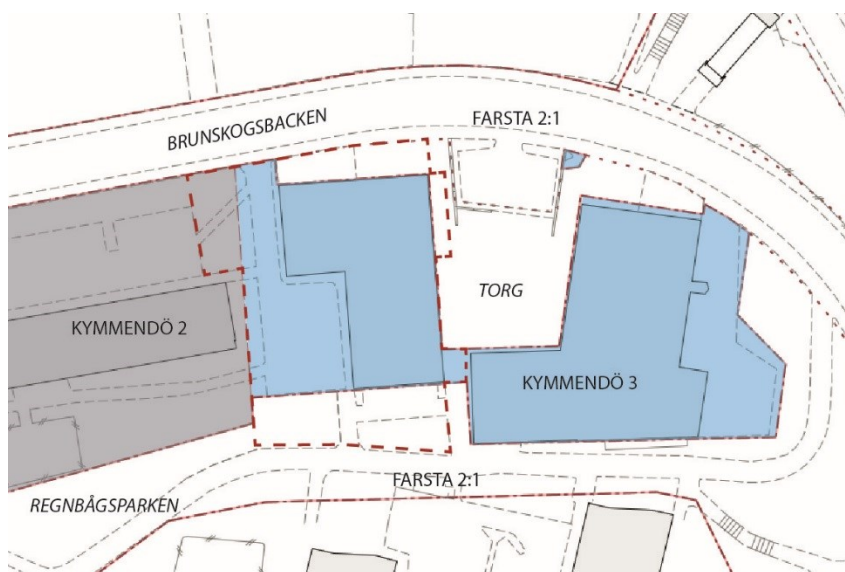 BRUNSKOGSBACKEN
FARSTA 2:1
TORG
KYMMENDÖ 2
KYMMENDÖ 3
FARSTA 2:1
REGNBÅGSPARKEN